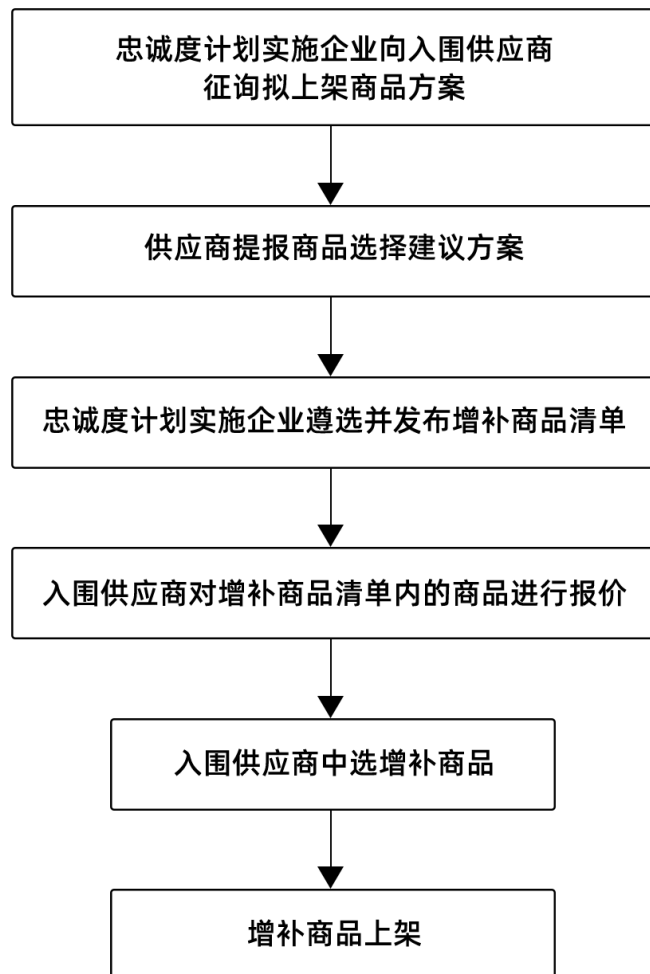 忠诚度计划实施企业向入围供应商
征询拟上架商品方案
供应商提报商品选择建议方案
忠诚度计划实施企业遵选并发布增补商品清单
入围供应商对增补商品清单内的商品进行报价
入围供应商中选增补商品
增补商品上架